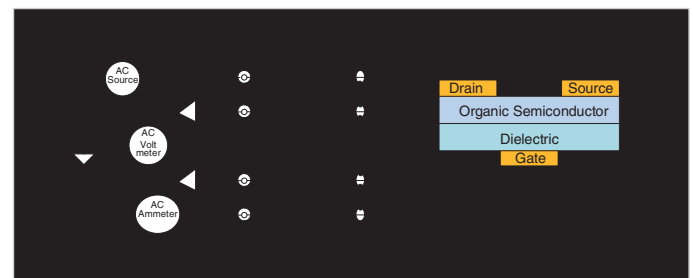 AC
Source
AC
Volt
meter
AC
Ammeter
Drain
Source
Organic Semiconductor
Dielectric
Gate